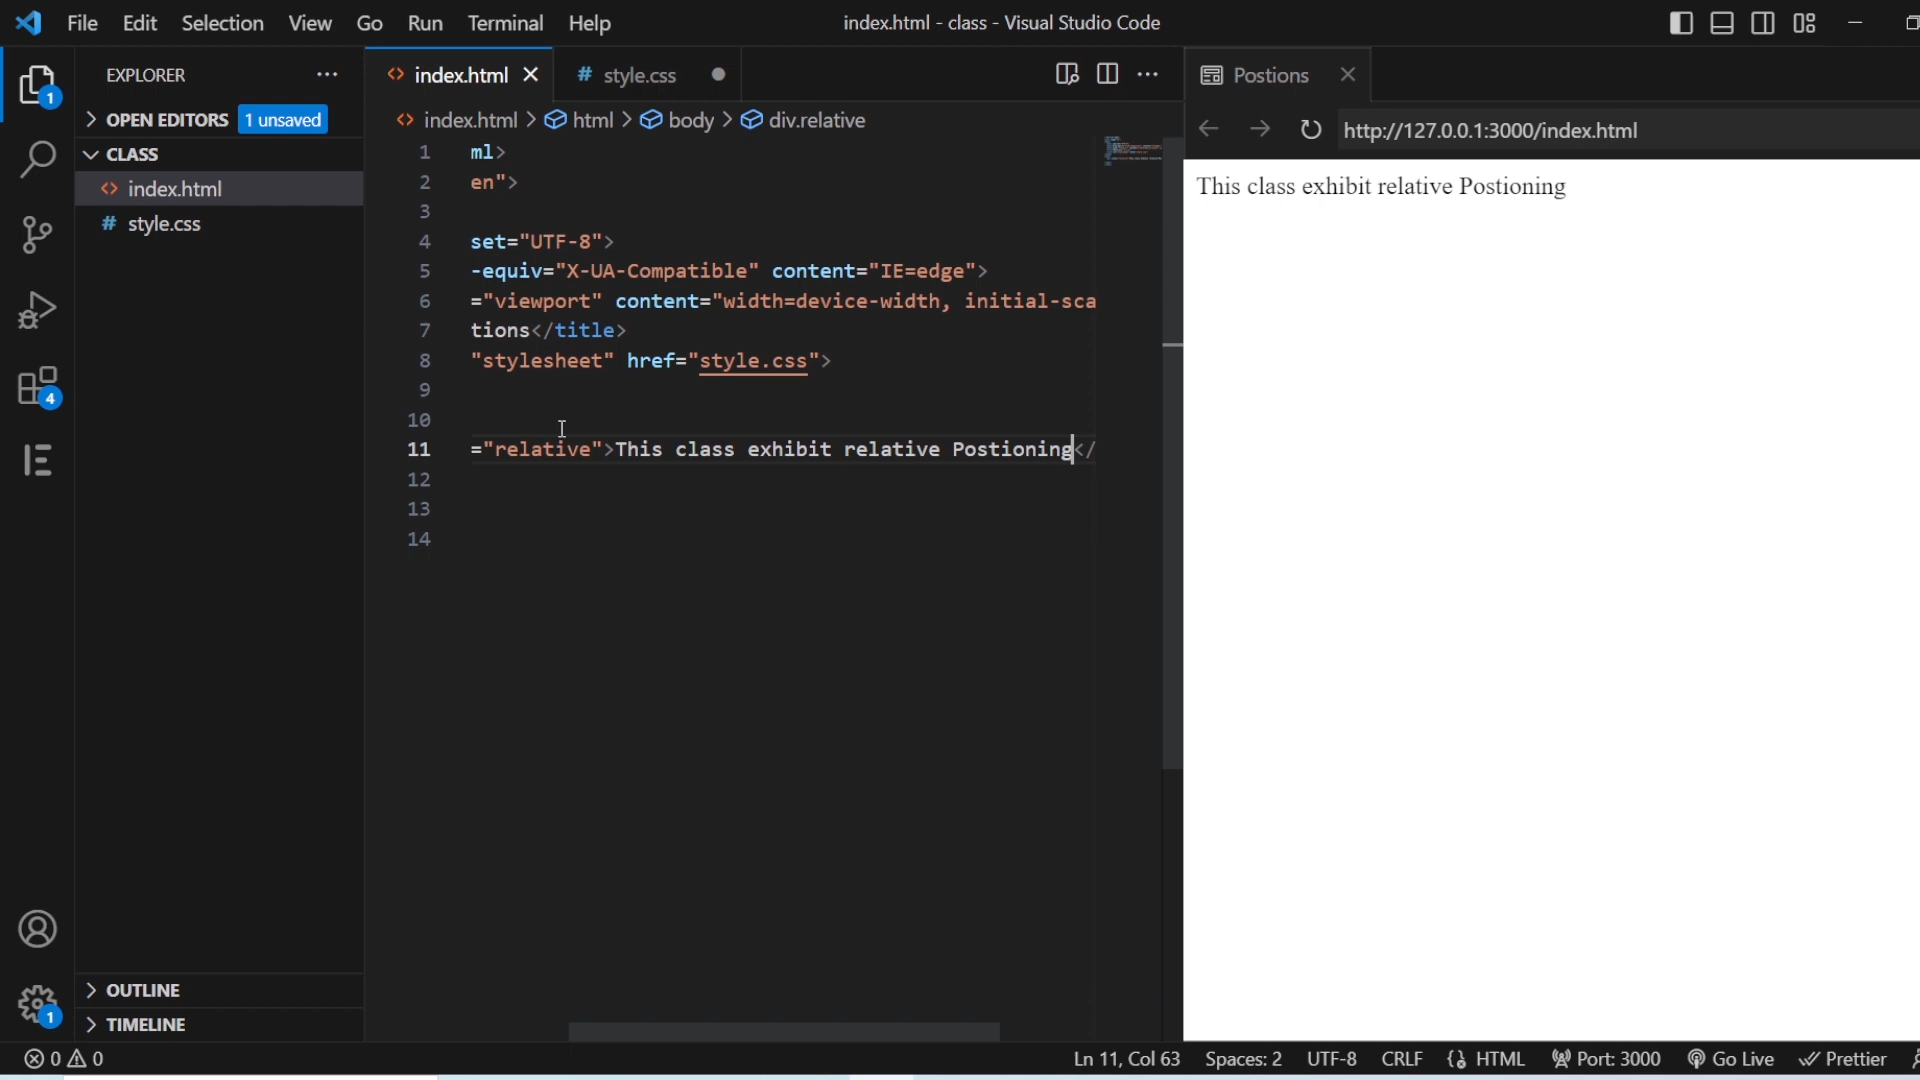 File Edit Selection View Go Run Terminal Help
index.html - class - Visual Studio Code
EXPLORER
OPEN EDITORS 1 unsaved
CLASS
index.html
# style.css
OUTLINE
TIMELINE
1
4
1
<> index.html
# style.css
<> index.html > html > body > div.relative
1 ml>
2 en">
3
4 set="UTF-8">
5 -equiv="X-UA-Compatible" content="IE=edge">
6 ="viewport" content="width=device-width, initial-sca
7 tions</title>
8 "stylesheet" href="style.css">
9
10
11 ="relative">This class exhibit relative Postioning</
12
13
14
Postions
http://127.0.0.1:3000/index.html
This class exhibit relative Postioning
0 0
Ln 11, Col 63 Spaces: 2 UTF-8 CRLF HTML Port: 3000 Go Live Prettier